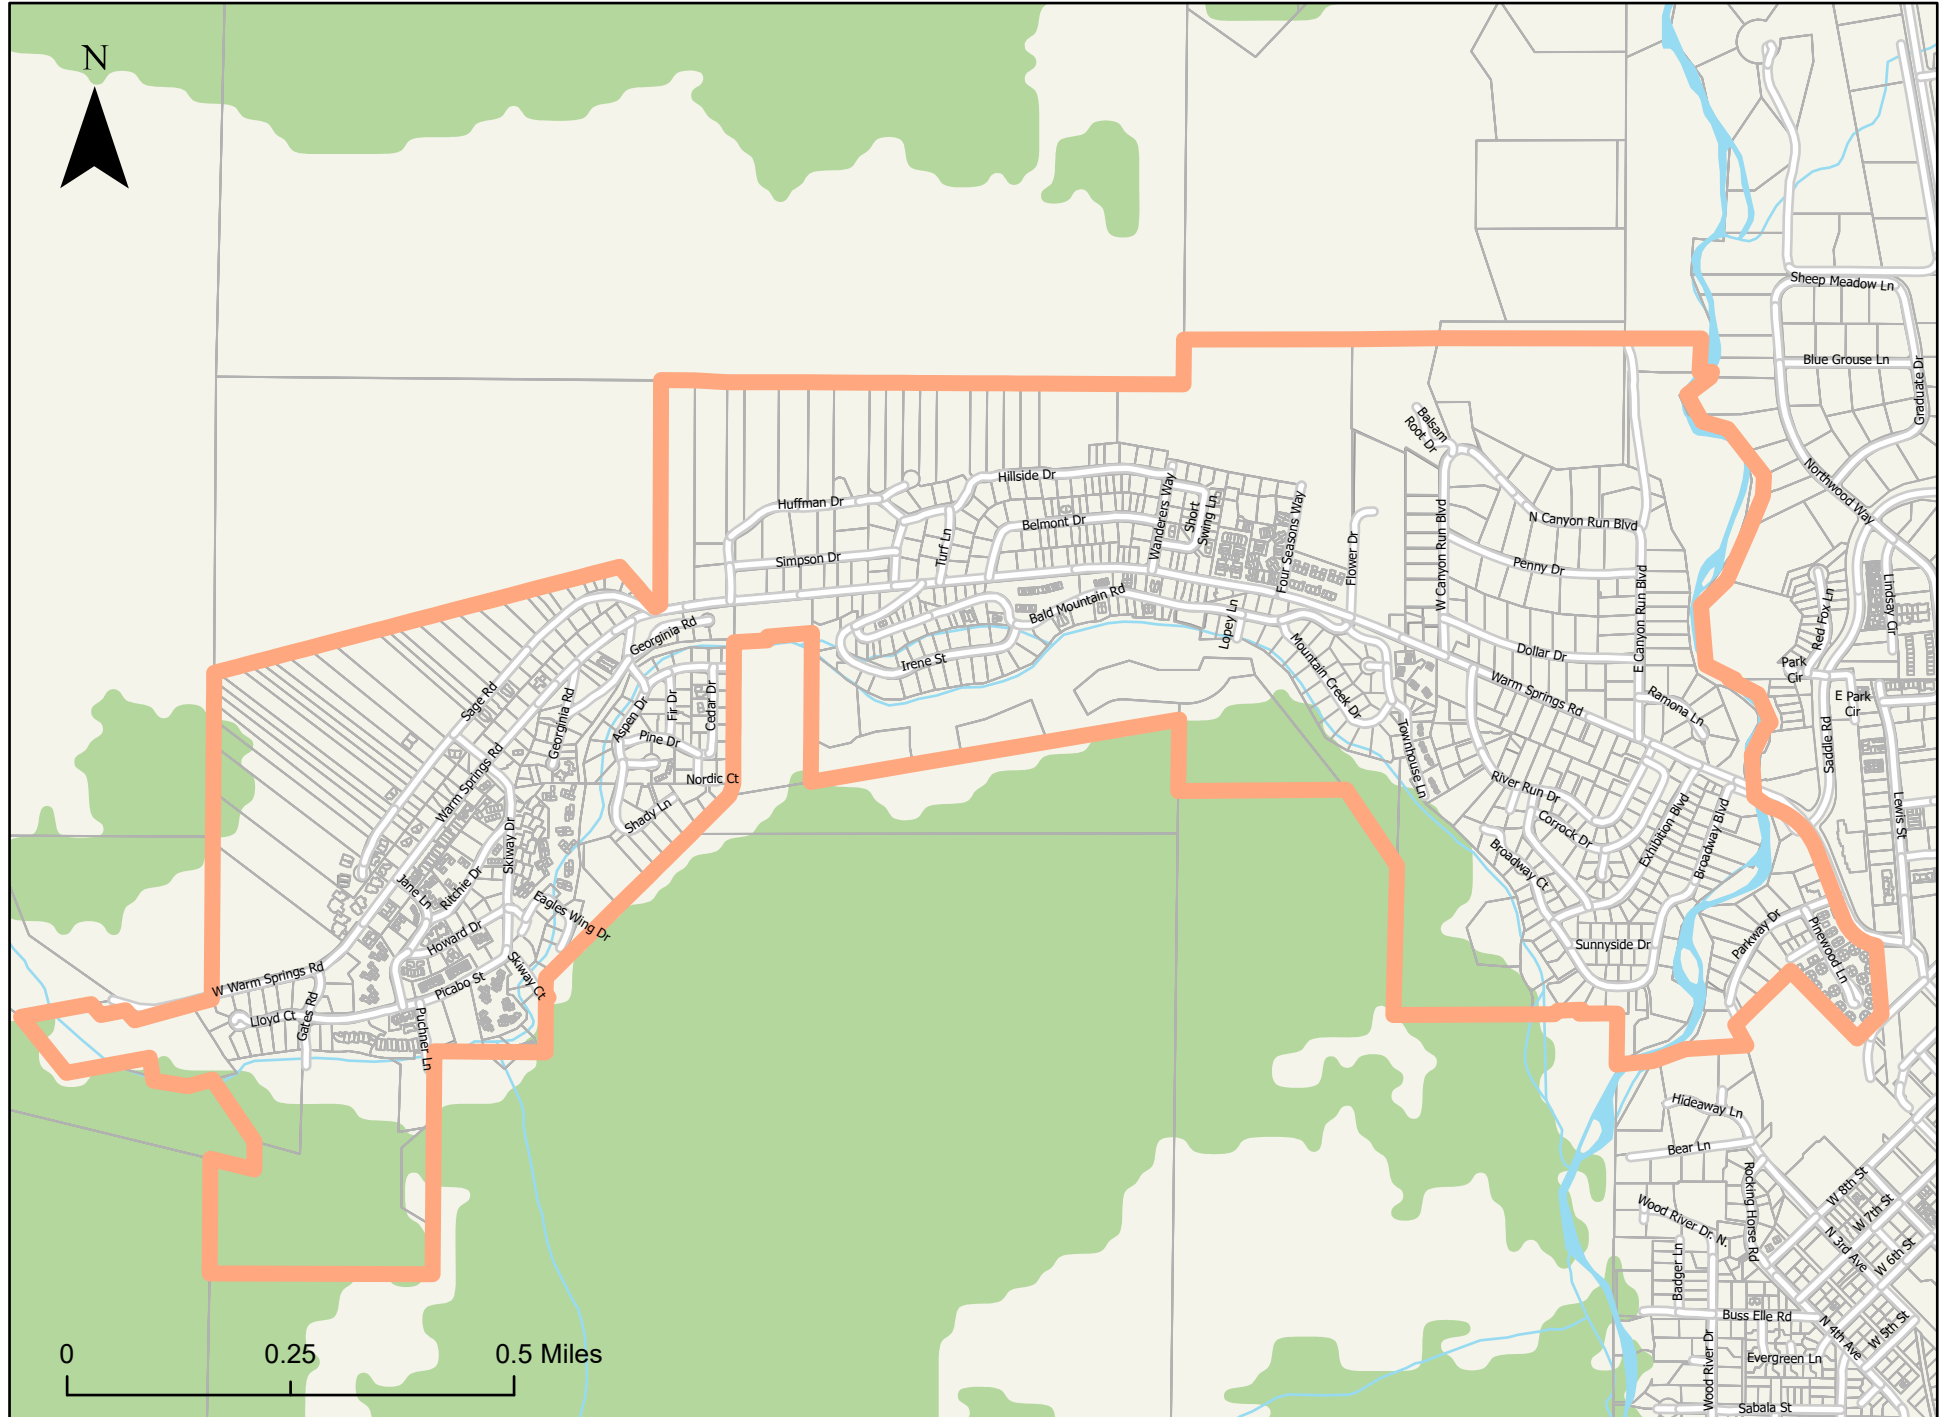 N
Sheep Meadow Ln
Blue Grouse Ln
Graduate Dr
Balsam
Root Dr
Northwood Way
Hillside Dr
Huffman Dr
Belmont Dr
Turf Ln
Wanderers Way
Short
Swing Ln
Four Seasons Way
Flower Dr
W Canyon Run Blvd
N Canyon Run Blvd
Penny Dr
E Canyon Run Blvd
Simpson Dr
Bald Mountain Rd
Lopey Ln
Irene St
Georginia Rd
Lindsay Cir
Red Fox Ln
Park
Cir
E Park
Cir
Dollar Dr
Ramona Ln
Warm Springs Rd
Mountain Creek Dr
Townhouse Ln
Saddle Rd
Lewis St
Sage Rd
Georginia Rd
Aspen Dr
Fir Dr
Cedar Dr
Pine Dr
Nordic Ct
Shady Ln
Warm Springs Rd
Skiway Dr
Jane Ln
Ritchie Dr
Howard Dr
Eagles Wing Dr
Skiway Ct
Picabo St
W Warm Springs Rd
Lloyd Ct
Gates Rd
Puchner Ln
River Run Dr
Corrock Dr
Broadway Ct
Exhibition Blvd
Broadway Blvd
Sunnyside Dr
Parkway Dr
Pinewood Ln
Hideaway Ln
Bear Ln
Rocking Horse Rd
Wood River Dr. N.
Badger Ln
W 8th St
W 7th St
N 3rd Ave
W 6th St
W 5th St
Buss Elle Rd
N 4th Ave
Evergreen Ln
Wood River Dr
Sabala St
0
0.25
0.5 Miles